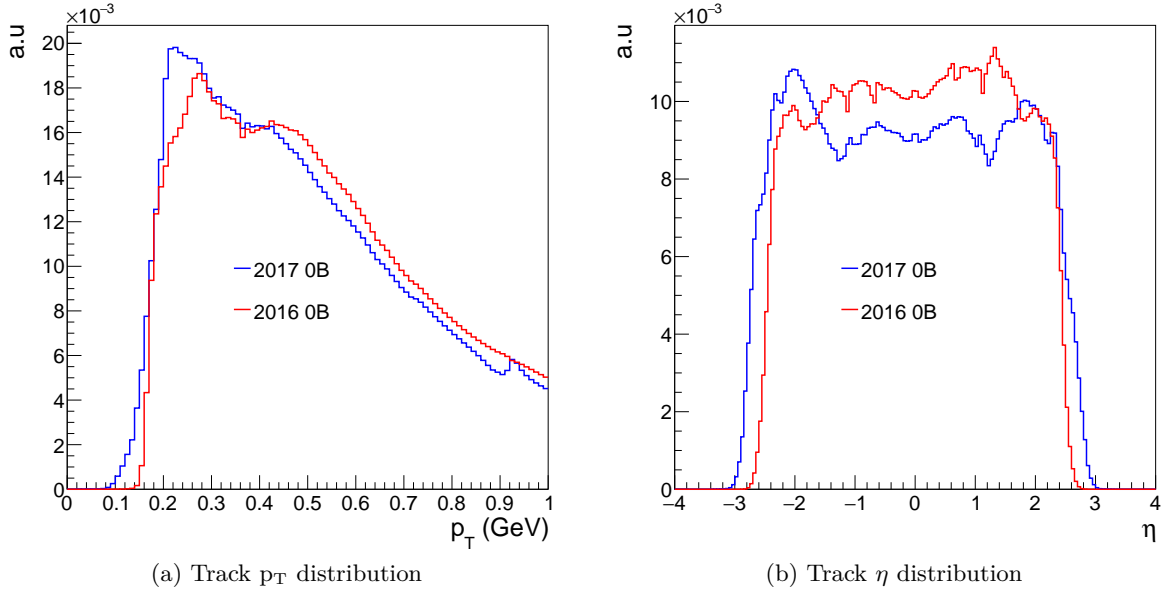 ×10⁻³
a.u
20
18
16
14
12
10
8
6
4
2
0
2017 0B
2016 0B
0 0.1 0.2 0.3 0.4 0.5 0.6 0.7 0.8 0.9 1
p_T (GeV)
(a) Track p_T distribution
×10⁻³
a.u
10
8
6
4
2
0
2017 0B
2016 0B
−4 −3 −2 −1 0 1 2 3 4
η
(b) Track η distribution